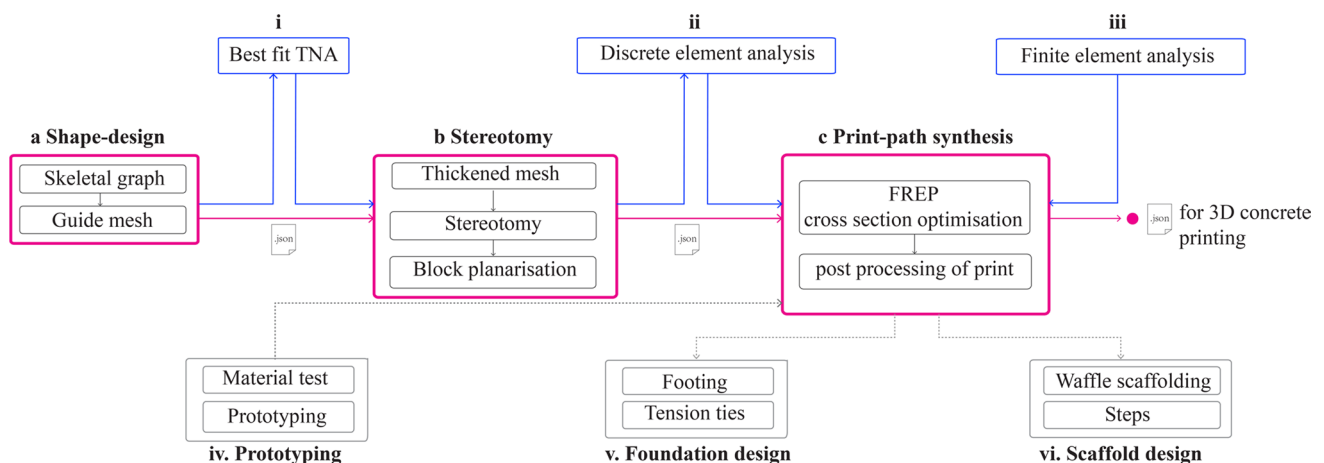 i
Best fit TNA
ii
Discrete element analysis
iii
Finite element analysis
a Shape-design
Skeletal graph
Guide mesh
.json
b Stereotomy
Thickened mesh
Stereotomy
Block planarisation
.json
c Print-path synthesis
FREP
cross section optimisation
post processing of print
.json
for 3D concrete
printing
Material test
Prototyping
iv. Prototyping
Footing
Tension ties
v. Foundation design
Waffle scaffolding
Steps
vi. Scaffold design